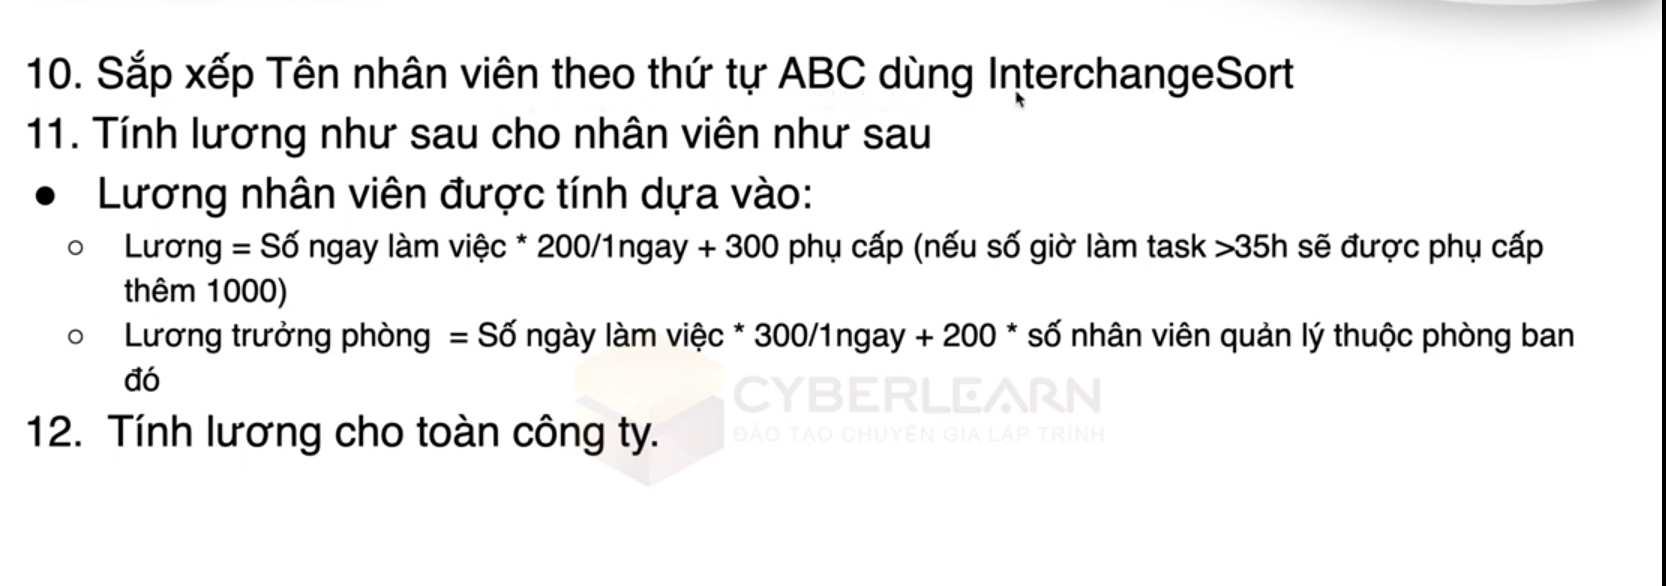 10. Sắp xếp Tên nhân viên theo thứ tự ABC dùng InterchangeSort
11. Tính lương như sau cho nhân viên như sau
● Lương nhân viên được tính dựa vào:
○ Lương = Số ngay làm việc * 200/1ngay + 300 phụ cấp (nếu số giờ làm task >35h sẽ được phụ cấp
thêm 1000)
○ Lương trưởng phòng = Số ngày làm việc * 300/1ngay + 200 * số nhân viên quản lý thuộc phòng ban
đó
CYBERLEARN
12. Tính lương cho toàn công ty.
ĐÀO TẠO CHUYÊN GIA LẬP TRÌNH